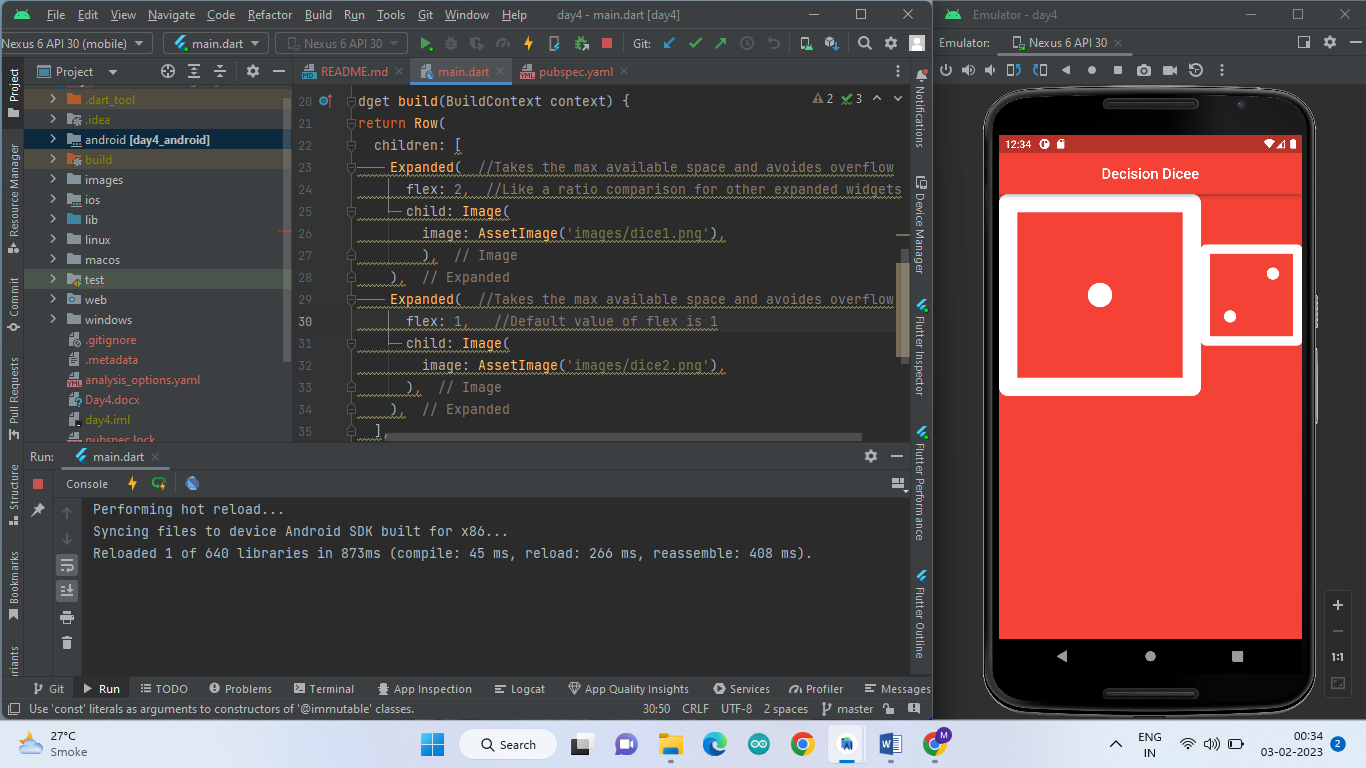 File Edit View Navigate Code Refactor Build Run Tools Git Window Help day4 - main.dart [day4]
Nexus 6 API 30 (mobile) main.dart Nexus 6 API 30 Git:
Project README.md main.dart pubspec.yaml
.dart_tool
.idea
android [day4_android]
build
images
ios
lib
linux
macos
test
web
windows
.gitignore
.metadata
analysis_options.yaml
Day4.docx
day4.iml
pubspec.lock
2 3
20 dget build(BuildContext context) {
21 return Row(
22 children: [
23 Expanded( //Takes the max available space and avoides overflow
24 flex: 2, //Like a ratio comparison for other expanded widgets
25 child: Image(
26 image: AssetImage('images/dice1.png'),
27 ), // Image
28 ), // Expanded
29 Expanded( //Takes the max available space and avoides overflow
30 flex: 1, //Default value of flex is 1
31 child: Image(
32 image: AssetImage('images/dice2.png'),
33 ), // Image
34 ), // Expanded
35 ],
Project
Resource Manager
Commit
Pull Requests
Structure
Bookmarks
Notifications
Device Manager
Flutter Inspector
Flutter Performance
Flutter Outline
Run: main.dart
Console
Performing hot reload...
Syncing files to device Android SDK built for x86...
Reloaded 1 of 640 libraries in 873ms (compile: 45 ms, reload: 266 ms, reassemble: 408 ms).
Git Run TODO Problems Terminal App Inspection Logcat App Quality Insights Services Profiler Messages
Use 'const' literals as arguments to constructors of '@immutable' classes. 30:50 CRLF UTF-8 2 spaces master
Emulator - day4
Emulator: Nexus 6 API 30
12:34
Decision Dicee
1:1
27°C
Smoke
Search
M
ENG
IN
00:34
03-02-2023
2